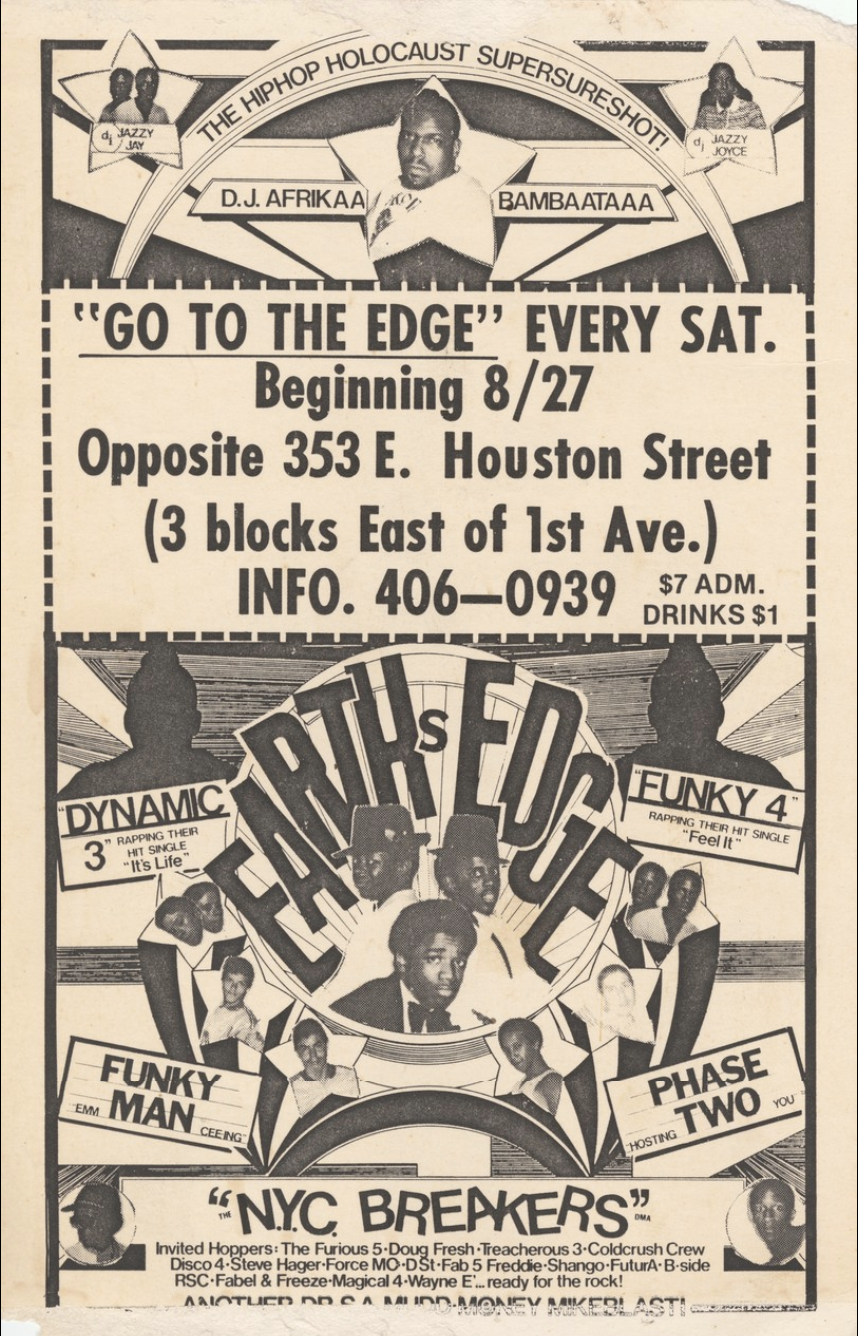 THE HIPHOP HOLOCAUST SUPERSURESHOT!
dj JAZZY
JAY
dj JAZZY
JOYCE
D.J. AFRIKAA BAMBAATAAA
"GO TO THE EDGE" EVERY SAT.
Beginning 8/27
Opposite 353 E. Houston Street
(3 blocks East of 1st Ave.)
INFO. 406—0939
$7 ADM.
DRINKS $1
EARTHs EDGE
"DYNAMIC
3" RAPPING THEIR
HIT SINGLE
"It's Life"
"FUNKY 4"
RAPPING THEIR HIT SINGLE
"Feel It"
FUNKY
EMM MAN CEEING
PHASE
HOSTING TWO YOU
THE "N.Y.C. BREAKERS" DMA
Invited Hoppers: The Furious 5·Doug Fresh·Treacherous 3·Coldcrush Crew
Disco 4·Steve Hager·Force MO·D St·Fab 5 Freddie·Shango·FuturA·B-side
RSC·Fabel & Freeze·Magical 4·Wayne E'... ready for the rock!
ANOTHER DR S.A. MUDD MONEY MIKEBLAST!